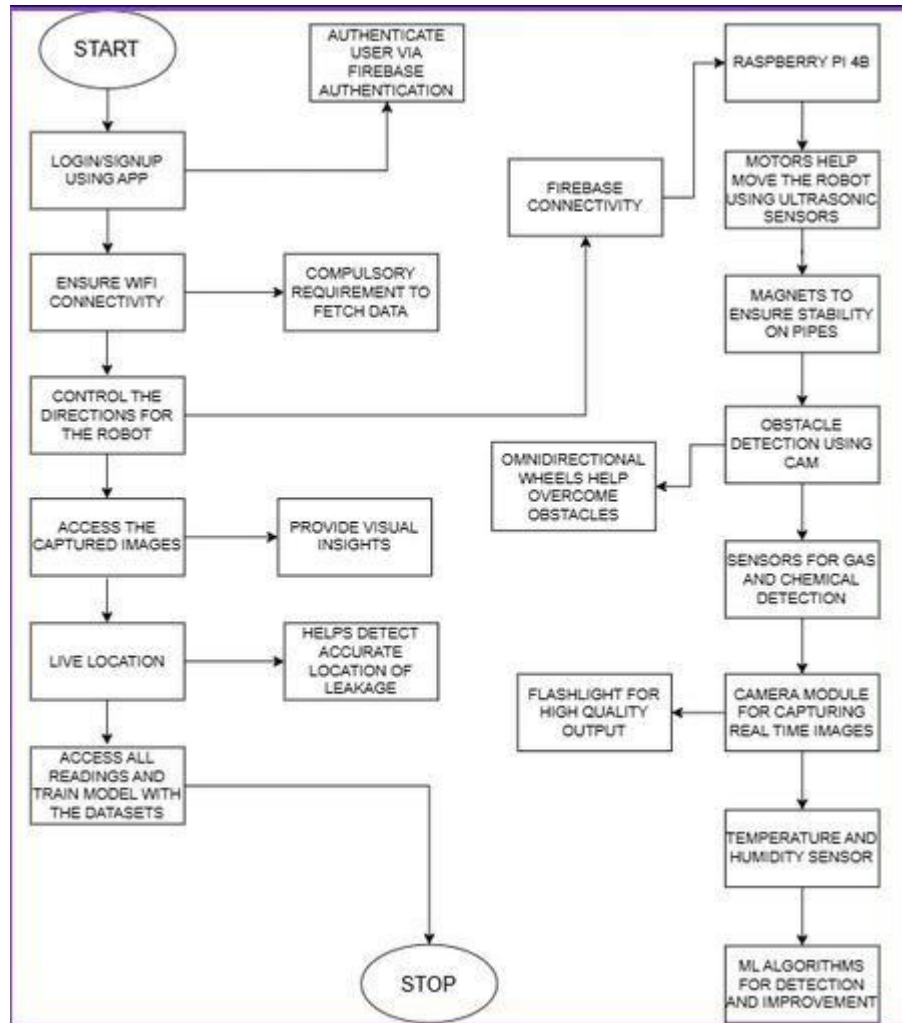 START
LOGIN/SIGNUP
USING APP
AUTHENTICATE
USER VIA
FIREBASE
AUTHENTICATION
ENSURE WIFI
CONNECTIVITY
COMPULSORY
REQUIREMENT TO
FETCH DATA
CONTROL THE
DIRECTIONS FOR
THE ROBOT
ACCESS THE
CAPTURED IMAGES
PROVIDE VISUAL
INSIGHTS
LIVE LOCATION
HELPS DETECT
ACCURATE
LOCATION OF
LEAKAGE
ACCESS ALL
READINGS AND
TRAIN MODEL WITH
THE DATASETS
STOP
FIREBASE
CONNECTIVITY
RASPBERRY PI 4B
MOTORS HELP
MOVE THE ROBOT
USING ULTRASONIC
SENSORS
MAGNETS TO
ENSURE STABILITY
ON PIPES
OBSTACLE
DETECTION USING
CAM
OMNIDIRECTIONAL
WHEELS HELP
OVERCOME
OBSTACLES
SENSORS FOR GAS
AND CHEMICAL
DETECTION
CAMERA MODULE
FOR CAPTURING
REAL TIME IMAGES
FLASHLIGHT FOR
HIGH QUALITY
OUTPUT
TEMPERATURE AND
HUMIDITY SENSOR
ML ALGORITHMS
FOR DETECTION
AND IMPROVEMENT